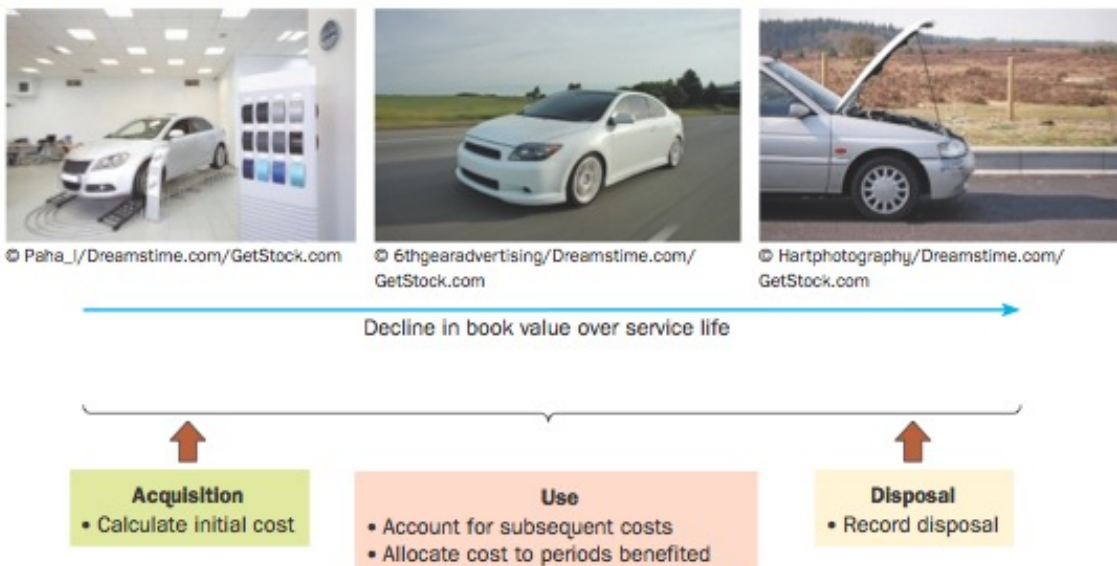 © Paha_l/Dreamstime.com/GetStock.com
© 6thgearadvertising/Dreamstime.com/
GetStock.com
© Hartphotography/Dreamstime.com/
GetStock.com
Decline in book value over service life
Acquisition
• Calculate initial cost
Use
• Account for subsequent costs
• Allocate cost to periods benefited
Disposal
• Record disposal